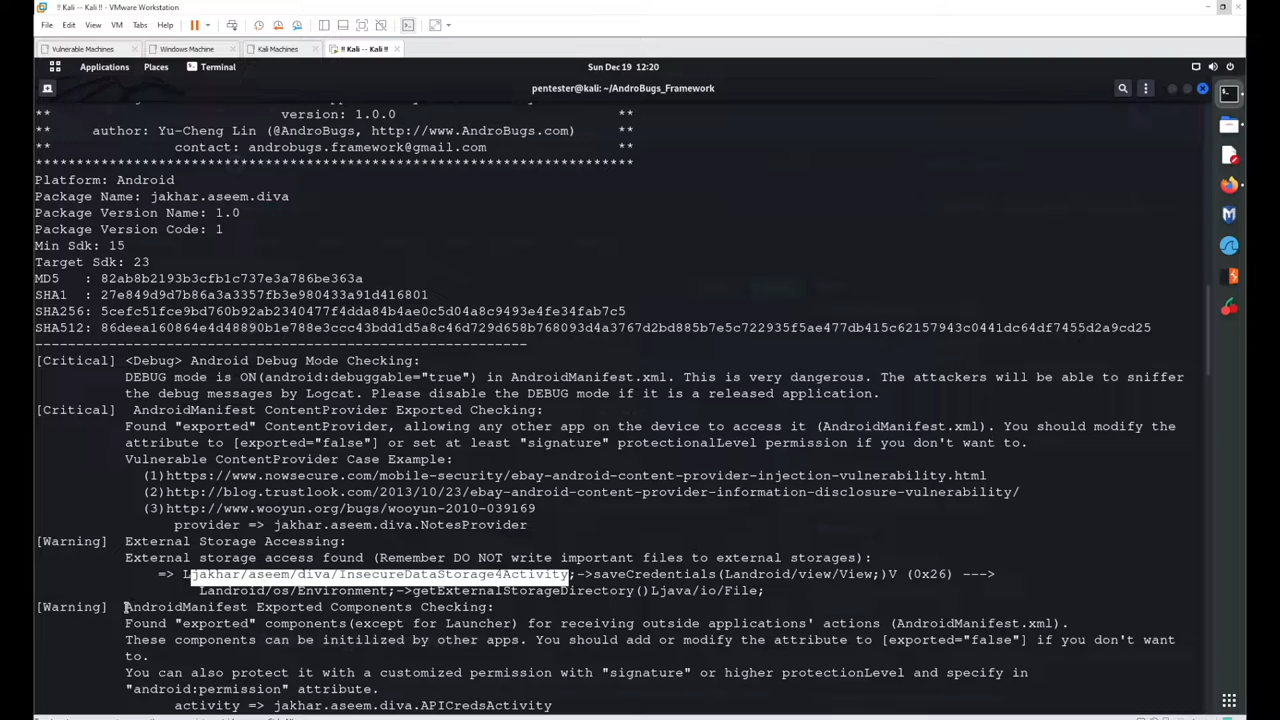 !! Kali -- Kali !! - VMware Workstation
File Edit View VM Tabs Help
Vulnerable Machines Windows Machine Kali Machines !! Kali -- Kali !!
Applications Places Terminal Sun Dec 19 12:20
pentester@kali: ~/AndroBugs_Framework
** version: 1.0.0 **
** author: Yu-Cheng Lin (@AndroBugs, http://www.AndroBugs.com) **
** contact: androbugs.framework@gmail.com **
*************************************************************************
Platform: Android
Package Name: jakhar.aseem.diva
Package Version Name: 1.0
Package Version Code: 1
Min Sdk: 15
Target Sdk: 23
MD5 : 82ab8b2193b3cfb1c737e3a786be363a
SHA1 : 27e849d9d7b86a3a3357fb3e980433a91d416801
SHA256: 5cefc51fce9bd760b92ab2340477f4dda84b4ae0c5d04a8c9493e4fe34fab7c5
SHA512: 86deea160864e4d48890b1e788e3ccc43bdd1d5a8c46d729d658b768093d4a3767d2bd885b7e5c722935f5ae477db415c62157943c0441dc64df7455d2a9cd25
------------------------------------------------------------
[Critical] <Debug> Android Debug Mode Checking:
DEBUG mode is ON(android:debuggable="true") in AndroidManifest.xml. This is very dangerous. The attackers will be able to sniffer
the debug messages by Logcat. Please disable the DEBUG mode if it is a released application.
[Critical] AndroidManifest ContentProvider Exported Checking:
Found "exported" ContentProvider, allowing any other app on the device to access it (AndroidManifest.xml). You should modify the
attribute to [exported="false"] or set at least "signature" protectionalLevel permission if you don't want to.
Vulnerable ContentProvider Case Example:
(1)https://www.nowsecure.com/mobile-security/ebay-android-content-provider-injection-vulnerability.html
(2)http://blog.trustlook.com/2013/10/23/ebay-android-content-provider-information-disclosure-vulnerability/
(3)http://www.wooyun.org/bugs/wooyun-2010-039169
provider => jakhar.aseem.diva.NotesProvider
[Warning] External Storage Accessing:
External storage access found (Remember DO NOT write important files to external storages):
=> Ljakhar/aseem/diva/InsecureDataStorage4Activity;->saveCredentials(Landroid/view/View;)V (0x26) --->
Landroid/os/Environment;->getExternalStorageDirectory()Ljava/io/File;
[Warning] AndroidManifest Exported Components Checking:
Found "exported" components(except for Launcher) for receiving outside applications' actions (AndroidManifest.xml).
These components can be initilized by other apps. You should add or modify the attribute to [exported="false"] if you don't want
to.
You can also protect it with a customized permission with "signature" or higher protectionLevel and specify in
"android:permission" attribute.
activity => jakhar.aseem.diva.APICredsActivity